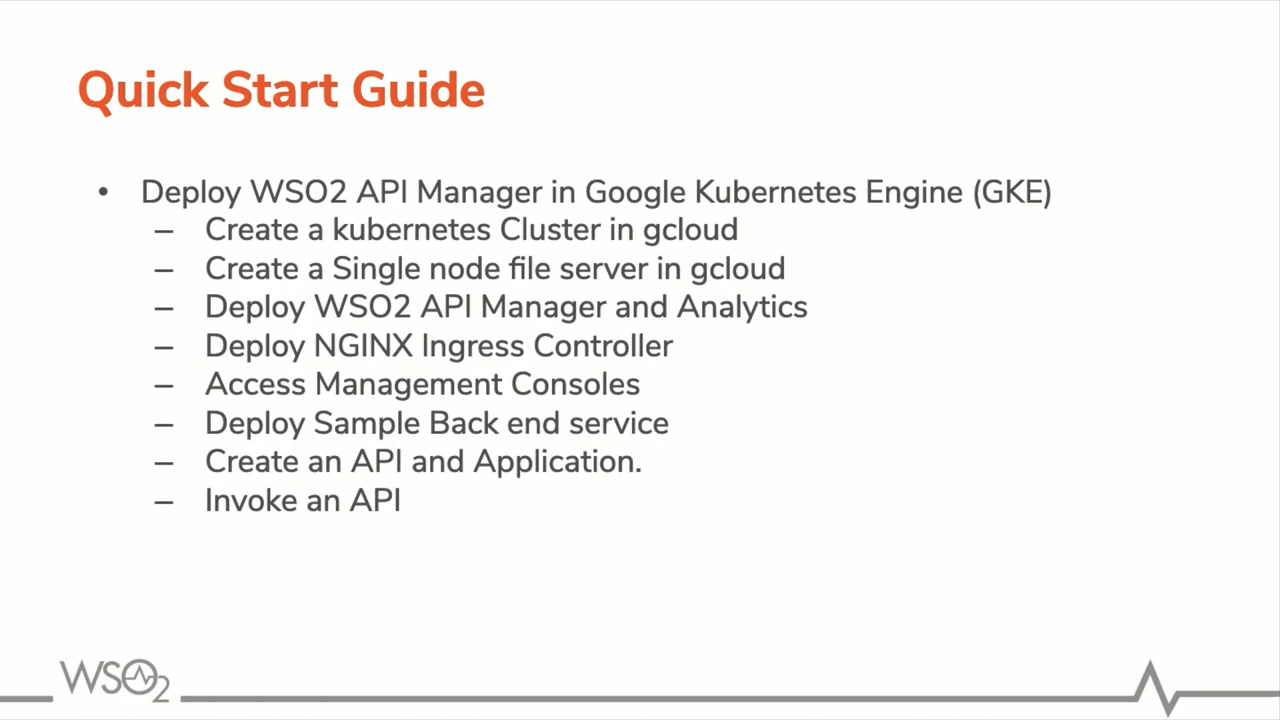 Quick Start Guide
• Deploy WSO2 API Manager in Google Kubernetes Engine (GKE)
– Create a kubernetes Cluster in gcloud
– Create a Single node file server in gcloud
– Deploy WSO2 API Manager and Analytics
– Deploy NGINX Ingress Controller
– Access Management Consoles
– Deploy Sample Back end service
– Create an API and Application.
– Invoke an API
WSO2